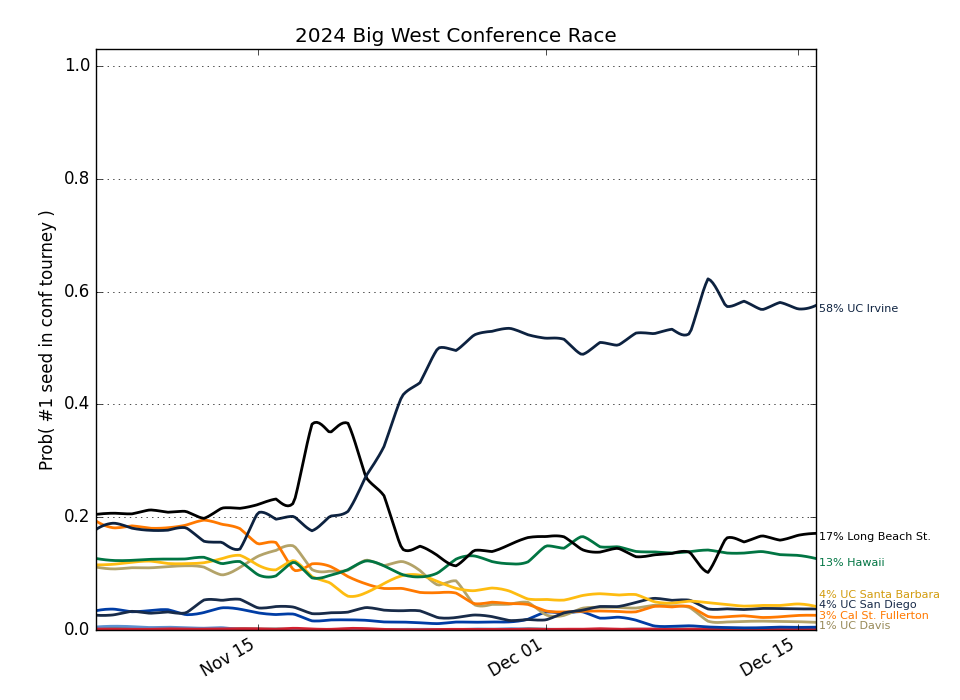 2024 Big West Conference Race
Prob( #1 seed in conf tourney )
1.0
0.8
0.6
0.4
0.2
0.0
Nov 15
Dec 01
Dec 15
58% UC Irvine
17% Long Beach St.
13% Hawaii
4% UC Santa Barbara
4% UC San Diego
3% Cal St. Fullerton
1% UC Davis